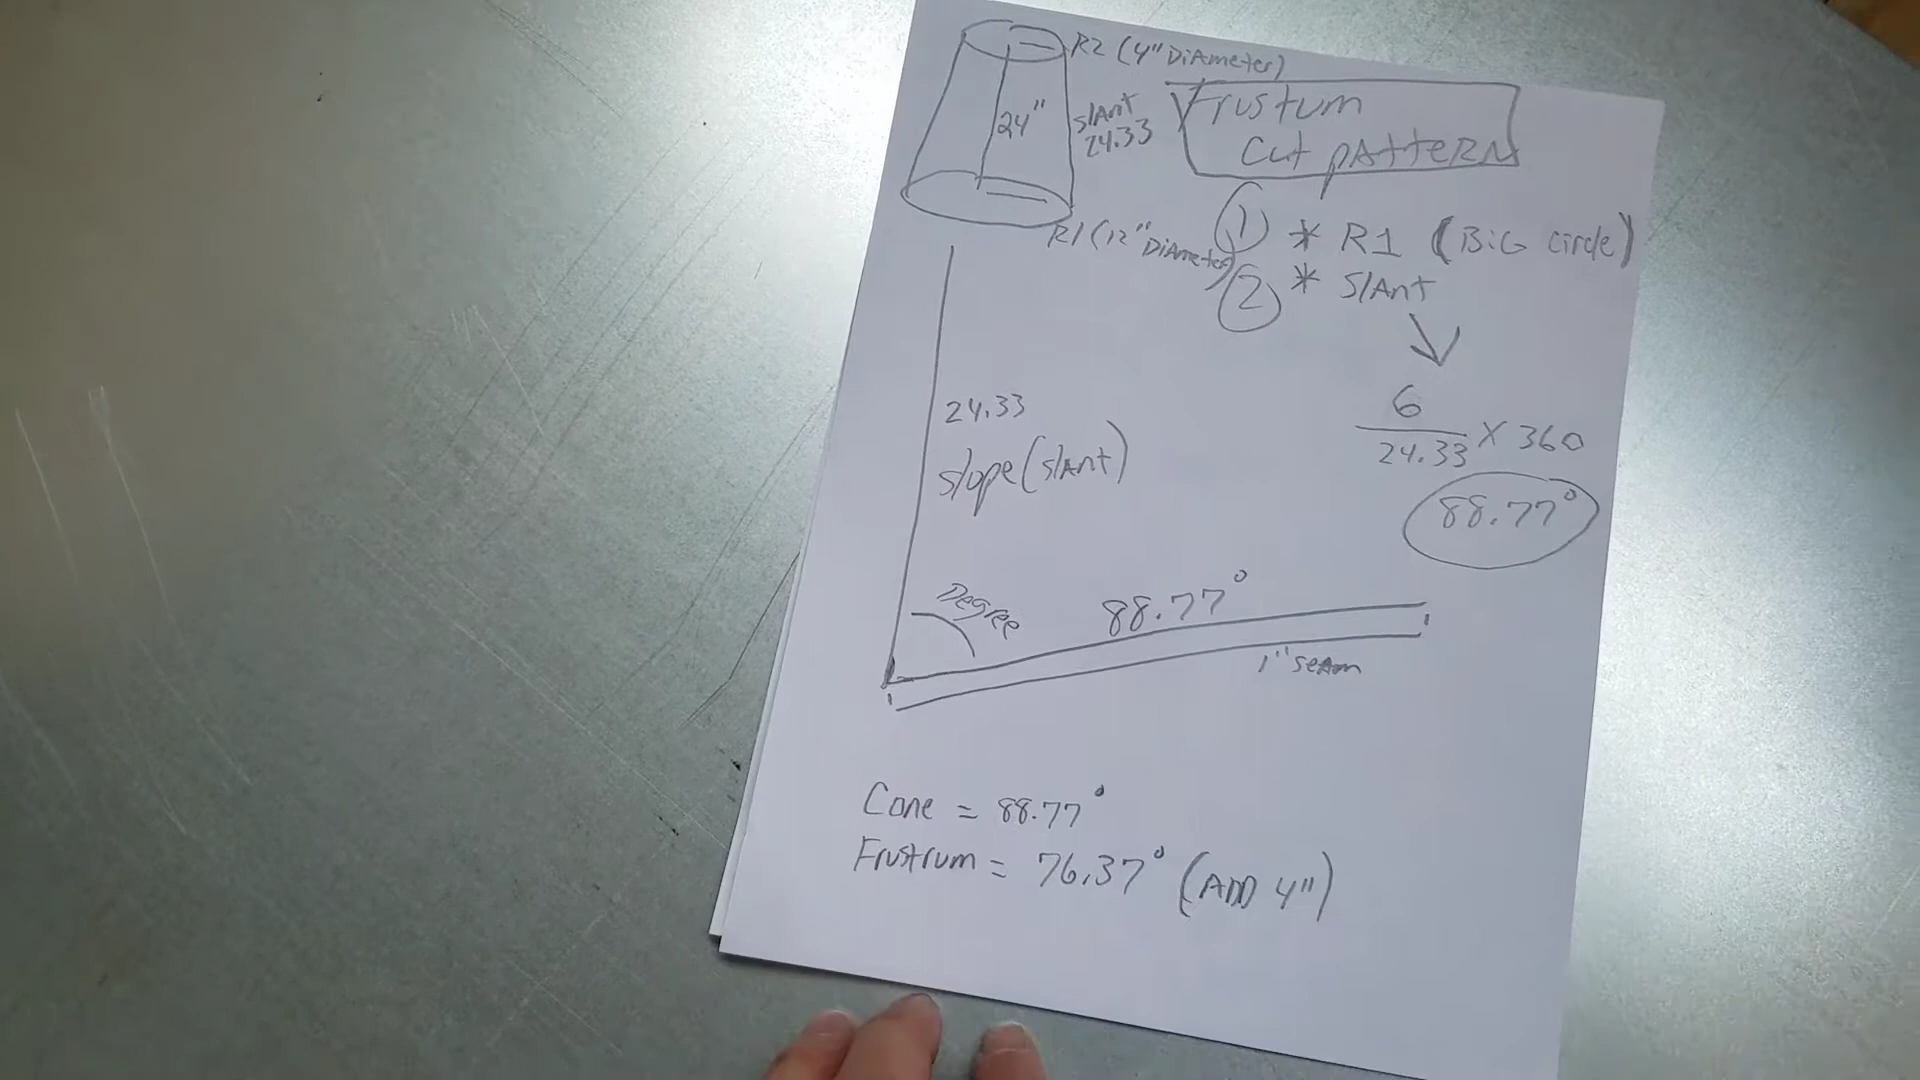 R2 (4" Diameter)
24"
slant
24.33
Frustum
Cut pattern
R1 (12" Diameter)
1 * R1 (Big circle)
2 * Slant
6
24.33 x 360
88.77°
24.33
slope (slant)
Degree
88.77°
1" seam
Cone = 88.77°
Frustrum = 76.37° (ADD 4")